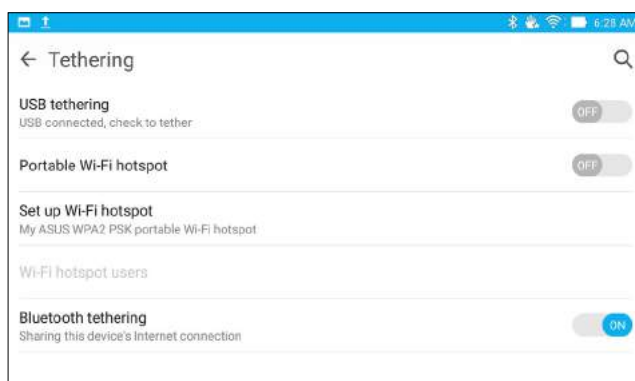 6:28 AM
Tethering
USB tethering
OFF
USB connected, check to tether
Portable Wi-Fi hotspot
OFF
Set up Wi-Fi hotspot
My ASUS WPA2 PSK portable Wi-Fi hotspot
Wi-Fi hotspot users
Bluetooth tethering
ON
Sharing this device's Internet connection